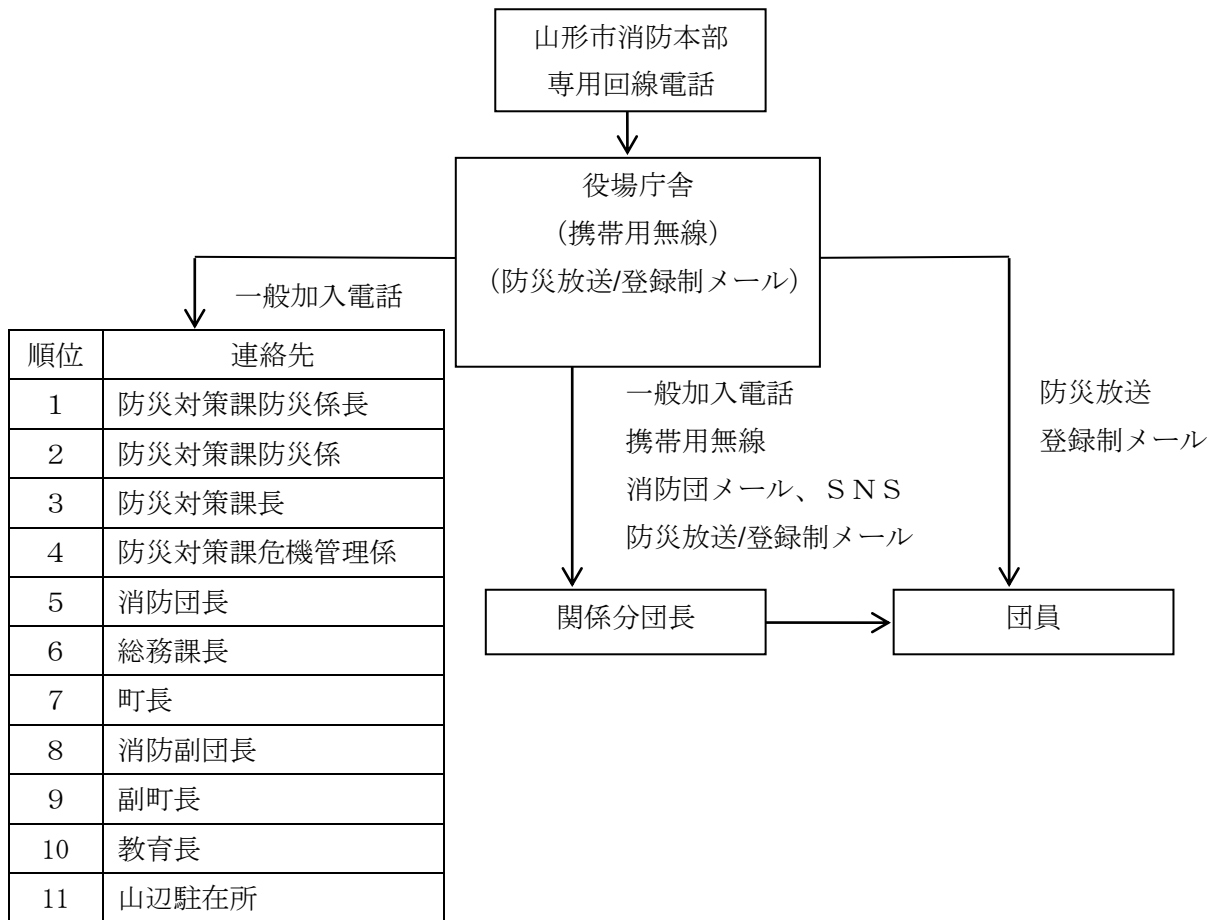 山形市消防本部
専用回線電話
役場庁舎
（携帯用無線）
（防災放送/登録制メール）
一般加入電話
順位 連絡先
1 防災対策課防災係長
2 防災対策課防災係
3 防災対策課長
4 防災対策課危機管理係
5 消防団長
6 総務課長
7 町長
8 消防副団長
9 副町長
10 教育長
11 山辺駐在所
一般加入電話
携帯用無線
消防団メール、ＳＮＳ
防災放送/登録制メール
防災放送
登録制メール
関係分団長
団員